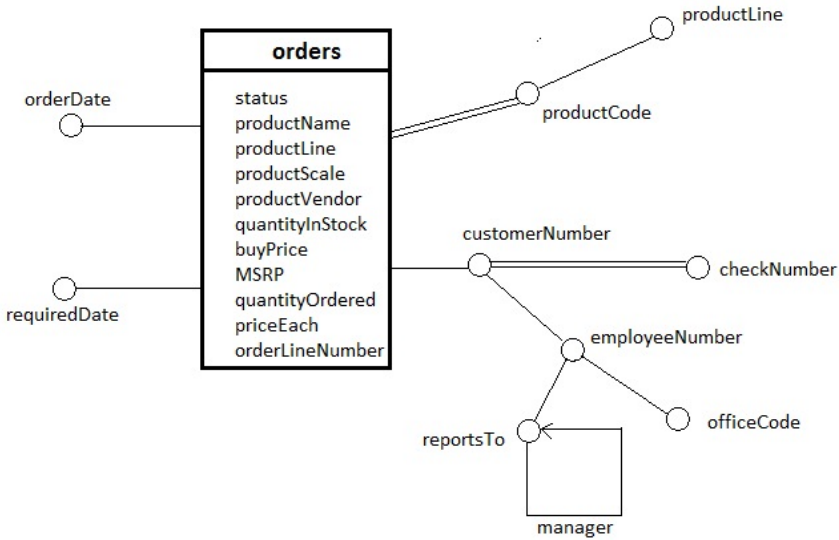 orders
status
productName
productLine
productScale
productVendor
quantityInStock
buyPrice
MSRP
quantityOrdered
priceEach
orderLineNumber
orderDate
requiredDate
productLine
productCode
customerNumber
checkNumber
employeeNumber
officeCode
reportsTo
manager